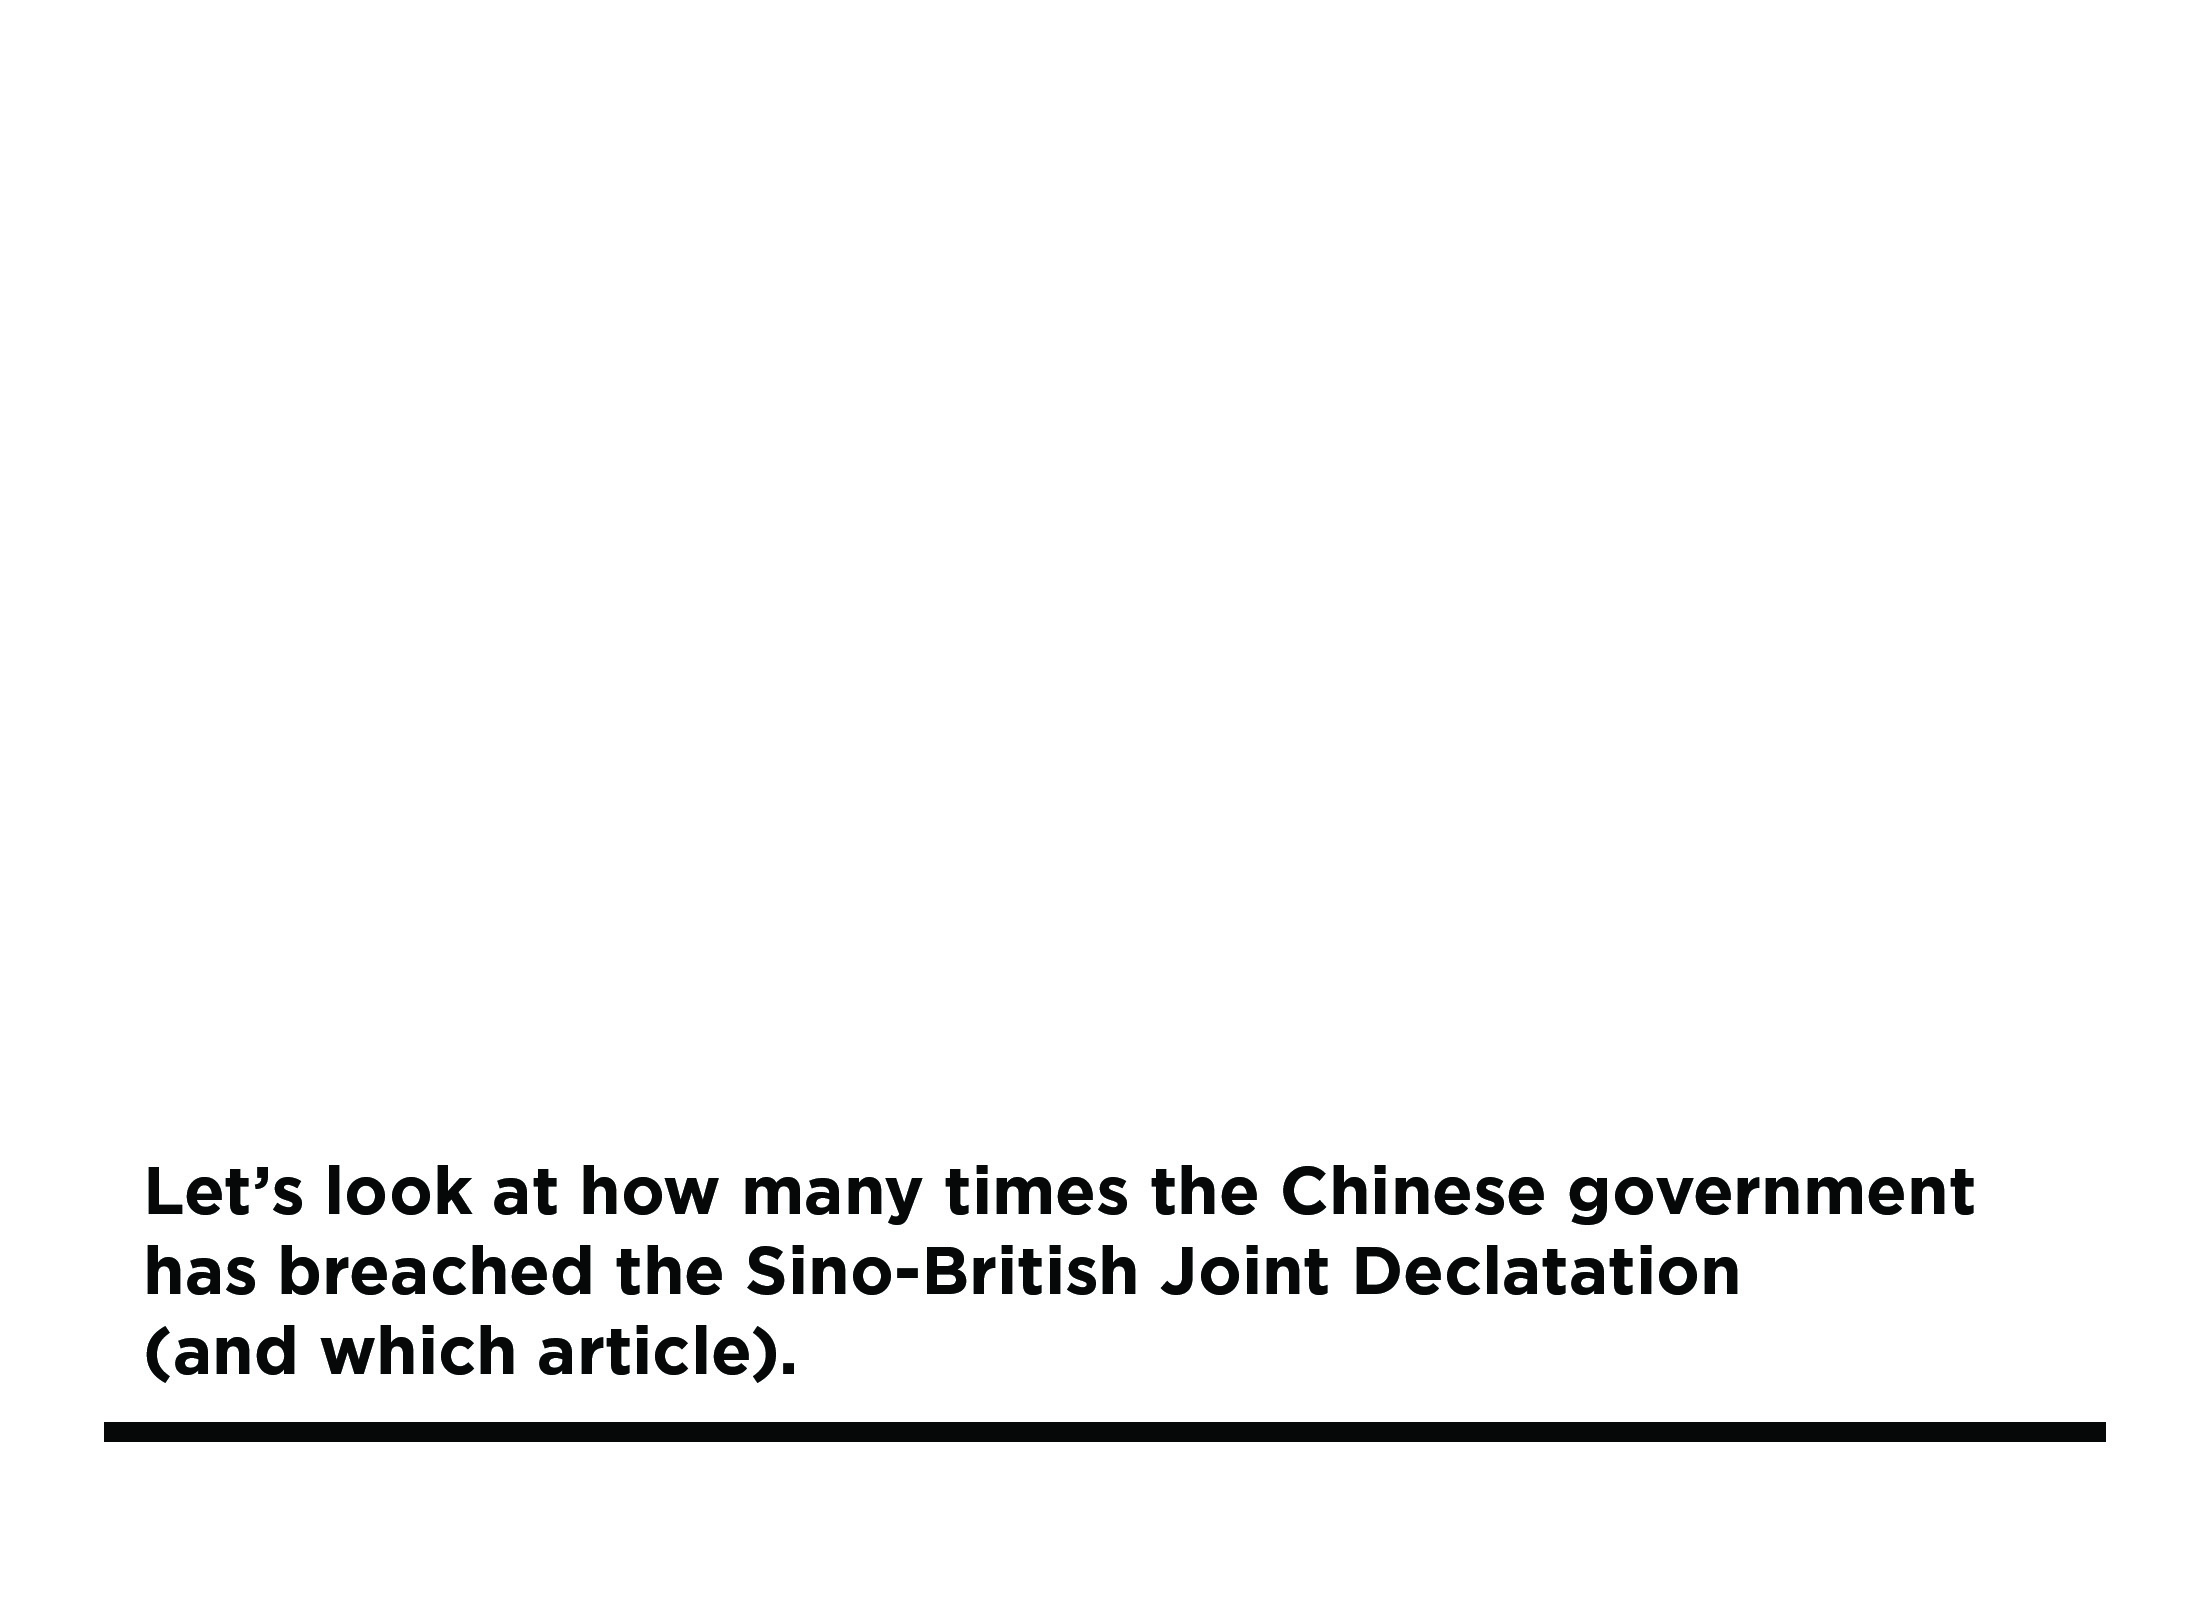 Let’s look at how many times the Chinese government
has breached the Sino-British Joint Declatation
(and which article).